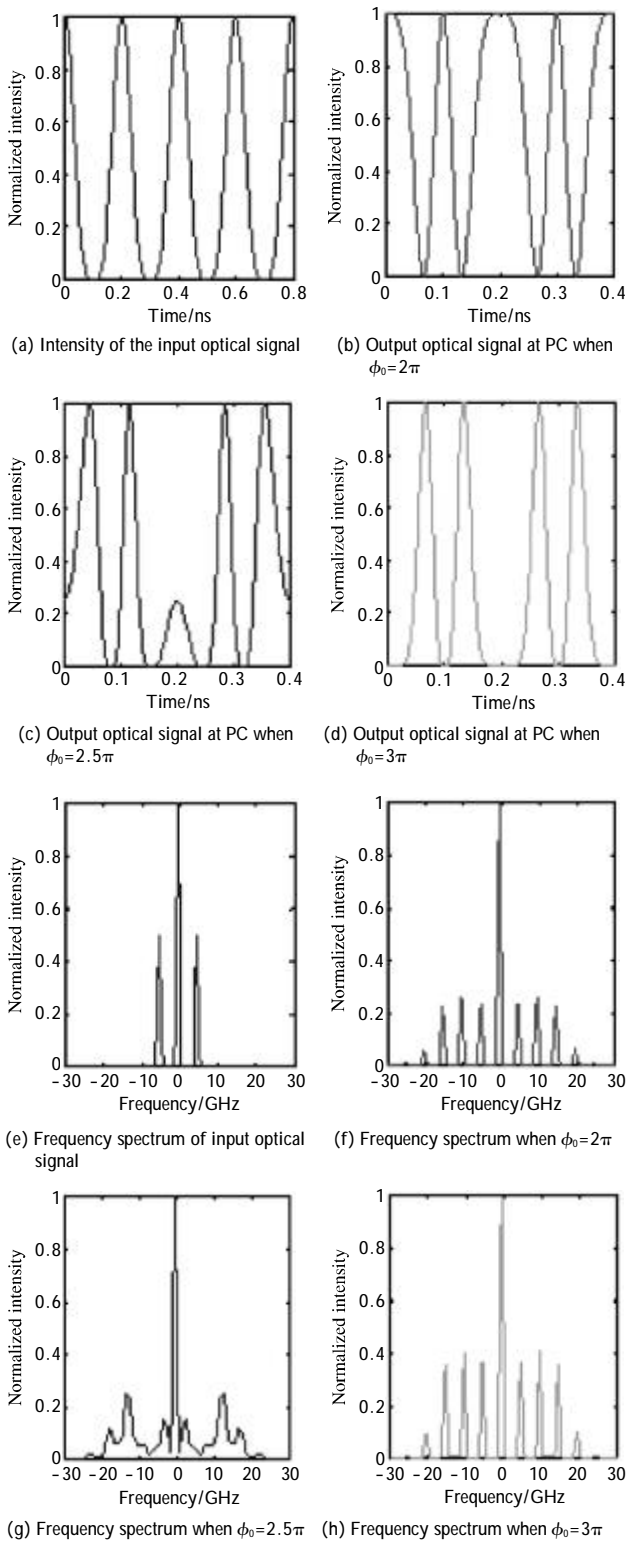 Normalized intensity
1
0.8
0.6
0.4
0.2
0
0 0.2 0.4 0.6 0.8
Time/ns
(a) Intensity of the input optical signal
Normalized intensity
1
0.8
0.6
0.4
0.2
0
0 0.1 0.2 0.3 0.4
Time/ns
(b) Output optical signal at PC when
ϕ₀=2π
Normalized intensity
1
0.8
0.6
0.4
0.2
0
0 0.1 0.2 0.3 0.4
Time/ns
(c) Output optical signal at PC when
ϕ₀=2.5π
Normalized intensity
1
0.8
0.6
0.4
0.2
0
0 0.1 0.2 0.3 0.4
Time/ns
(d) Output optical signal at PC when
ϕ₀=3π
Normalized intensity
1
0.8
0.6
0.4
0.2
0
-30 -20 -10 0 10 20 30
Frequency/GHz
(e) Frequency spectrum of input optical
signal
Normalized intensity
1
0.8
0.6
0.4
0.2
0
-30 -20 -10 0 10 20 30
Frequency/GHz
(f) Frequency spectrum when ϕ₀=2π
Normalized intensity
1
0.8
0.6
0.4
0.2
0
-30 -20 -10 0 10 20 30
Frequency/GHz
(g) Frequency spectrum when ϕ₀=2.5π
Normalized intensity
1
0.8
0.6
0.4
0.2
0
-30 -20 -10 0 10 20 30
Frequency/GHz
(h) Frequency spectrum when ϕ₀=3π